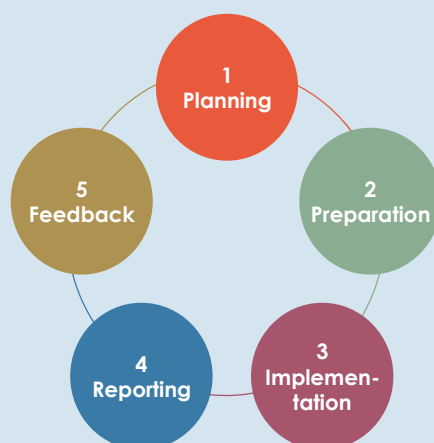 1
Planning
2
Preparation
3
Implemen-
tation
4
Reporting
5
Feedback